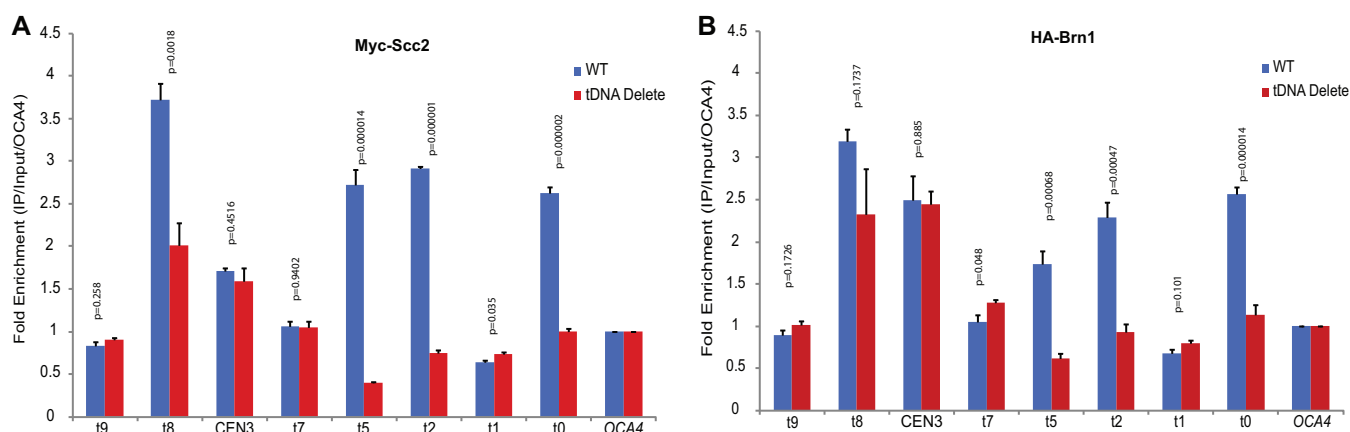 A
Myc-Scc2
Fold Enrichment (IP/Input/OCA4)
4.5
4
3.5
3
2.5
2
1.5
1
0.5
0
WT
tDNA Delete
p=0.258
p=0.0018
p=0.4516
p=0.9402
p=0.000014
p=0.000001
p=0.035
p=0.000002
t9 t8 CEN3 t7 t5 t2 t1 t0 OCA4
B
HA-Brn1
Fold Enrichment (IP/Input/OCA4)
4.5
4
3.5
3
2.5
2
1.5
1
0.5
0
WT
tDNA Delete
p=0.1726
p=0.1737
p=0.885
p=0.048
p=0.00068
p=0.00047
p=0.101
p=0.000014
t9 t8 CEN3 t7 t5 t2 t1 t0 OCA4